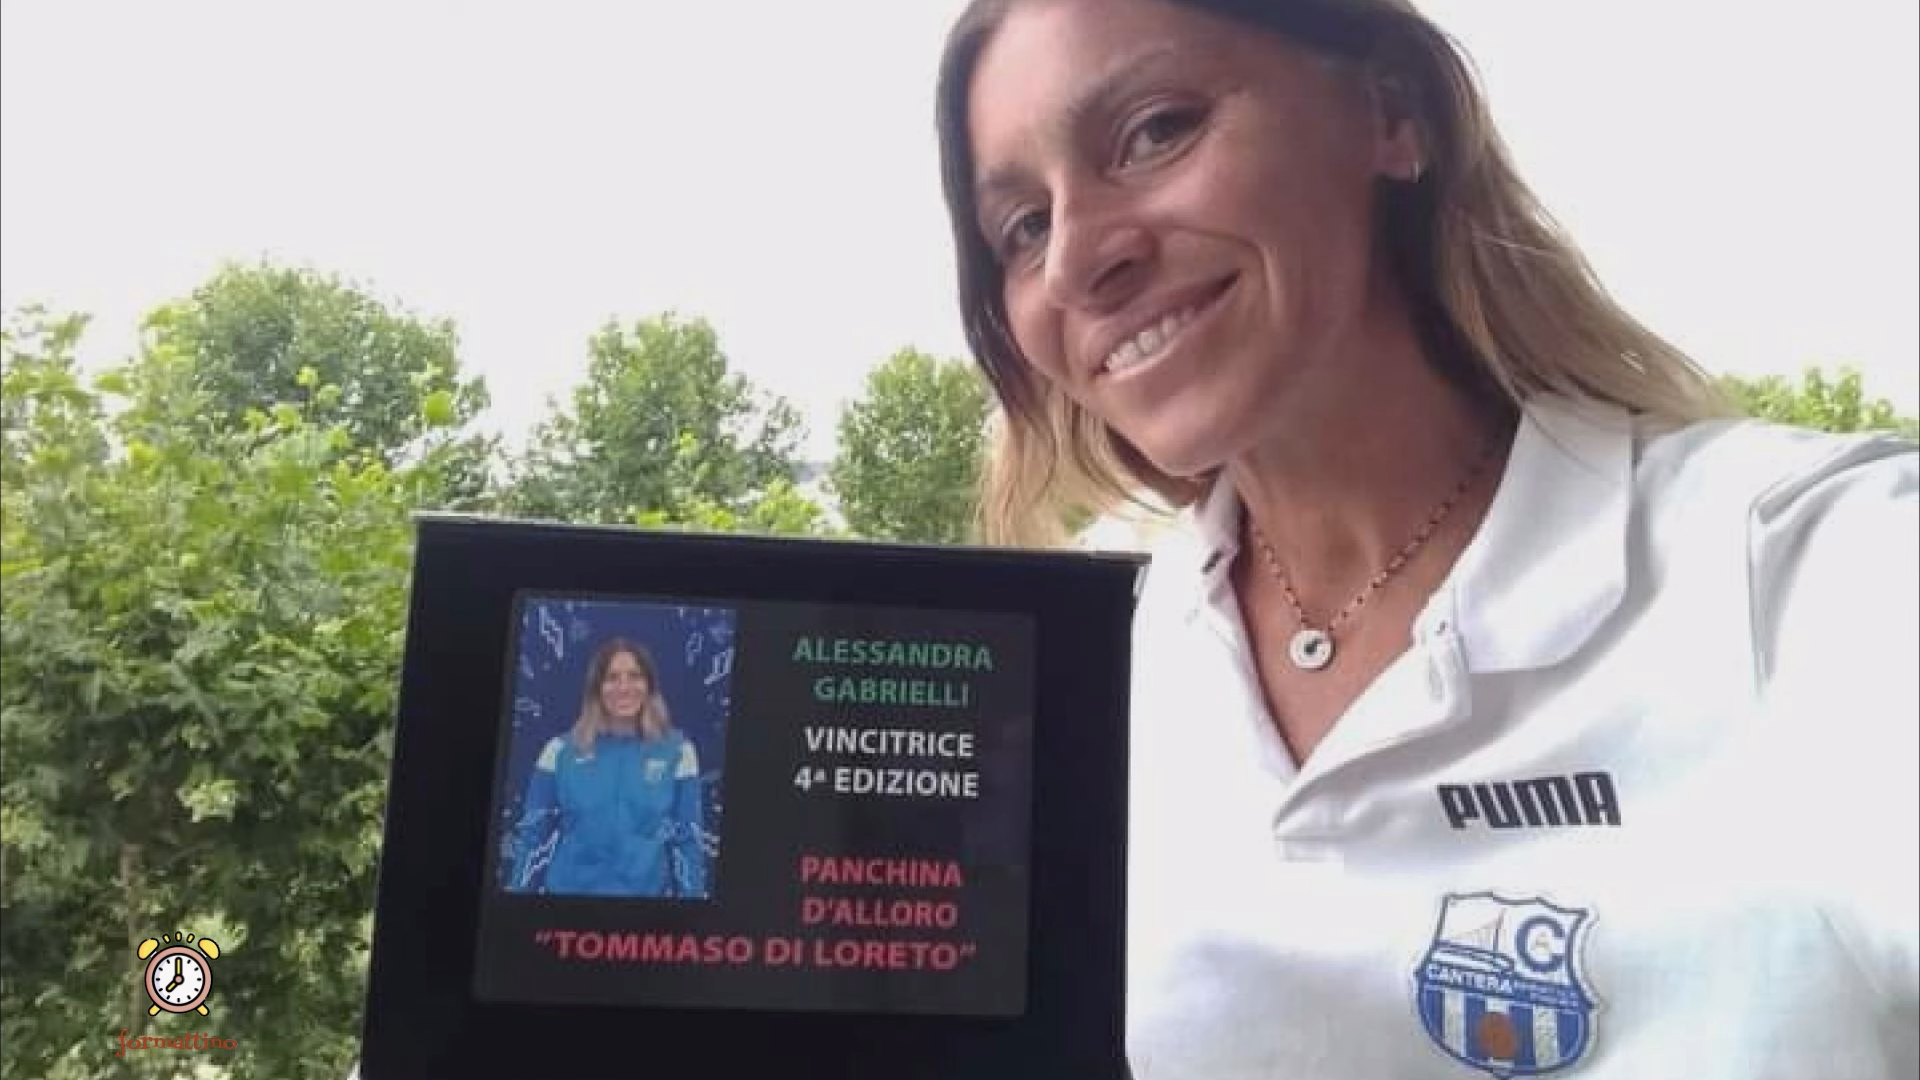 ALESSANDRA
GABRIELLI
VINCITRICE
4ª EDIZIONE
PANCHINA
D'ALLORO
"TOMMASO DI LORETO"
PUMA
C
CANTERA
formattino